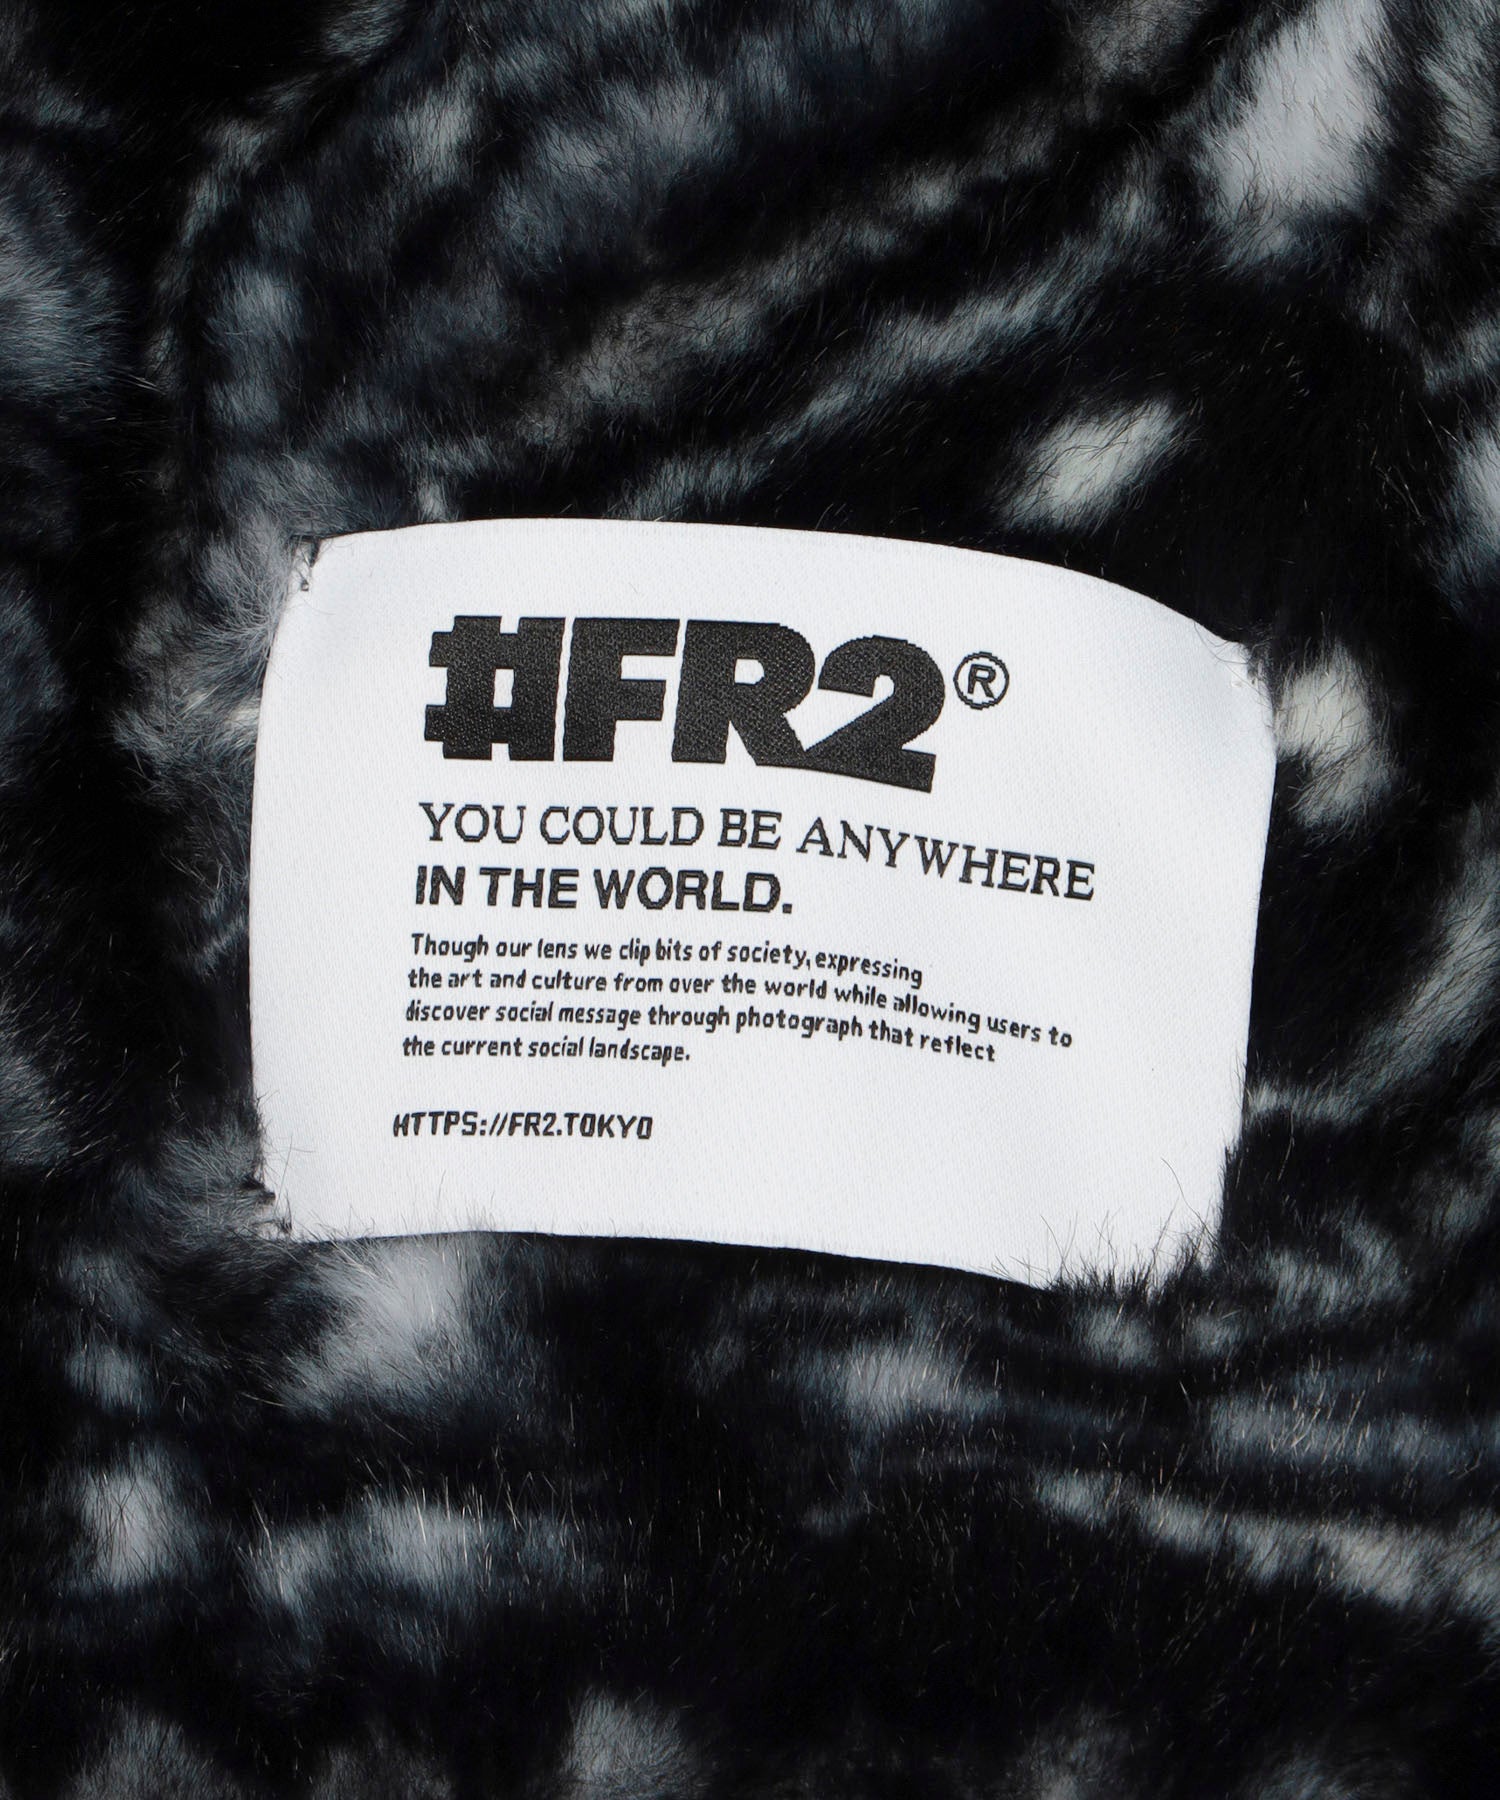 #FR2®
YOU COULD BE ANYWHERE
IN THE WORLD.
Though our lens we clip bits of society, expressing
the art and culture from over the world while allowing users to
discover social message through photograph that reflect
the current social landscape.
HTTPS://FR2.TOKYO